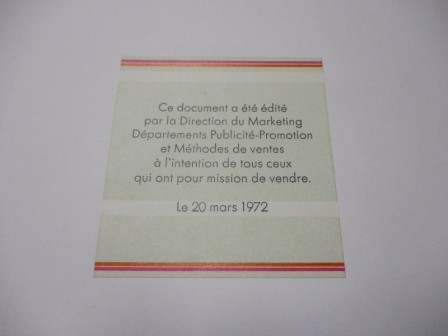 Ce document a été édité
par la Direction du Marketing
Départements Publicité-Promotion
et Méthodes de ventes
à l'intention de tous ceux
qui ont pour mission de vendre.
Le 20 mars 1972